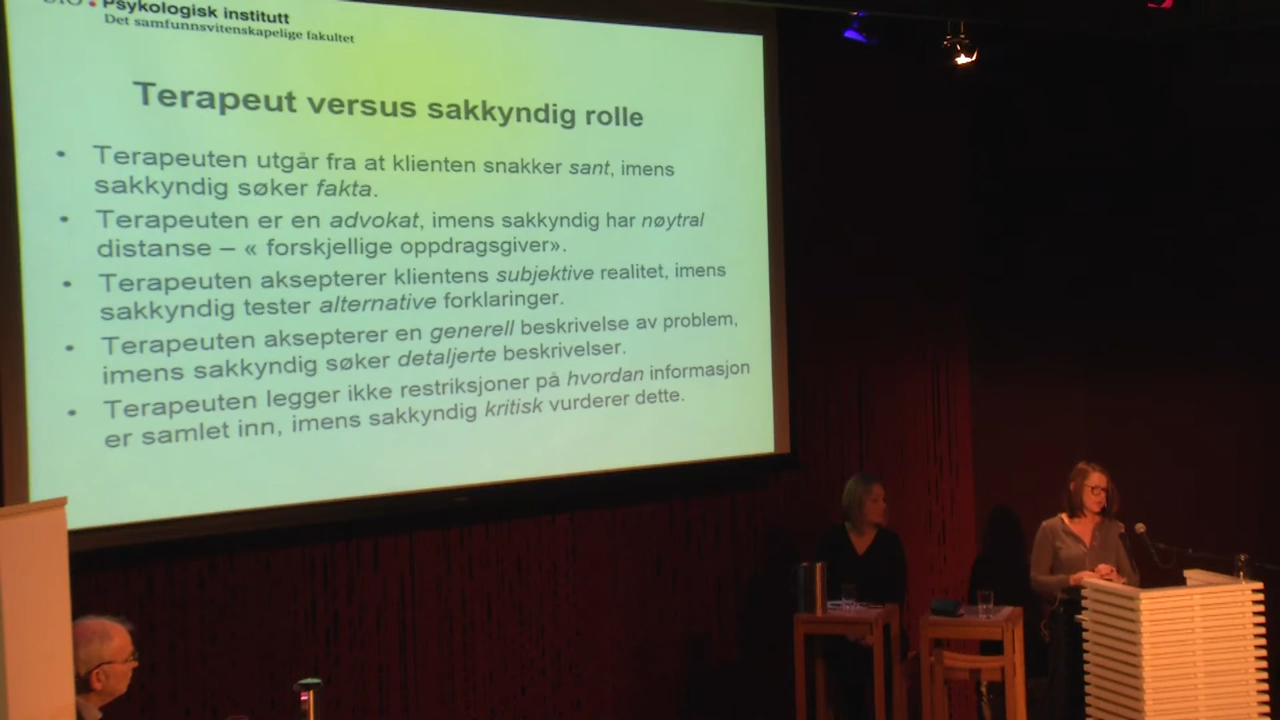 Psykologisk institutt
Det samfunnsvitenskapelige fakultet
Terapeut versus sakkyndig rolle
• Terapeuten utgår fra at klienten snakker sant, imens
sakkyndig søker fakta.
• Terapeuten er en advokat, imens sakkyndig har nøytral
distanse – « forskjellige oppdragsgiver».
• Terapeuten aksepterer klientens subjektive realitet, imens
sakkyndig tester alternative forklaringer.
• Terapeuten aksepterer en generell beskrivelse av problem,
imens sakkyndig søker detaljerte beskrivelser.
• Terapeuten legger ikke restriksjoner på hvordan informasjon
er samlet inn, imens sakkyndig kritisk vurderer dette.